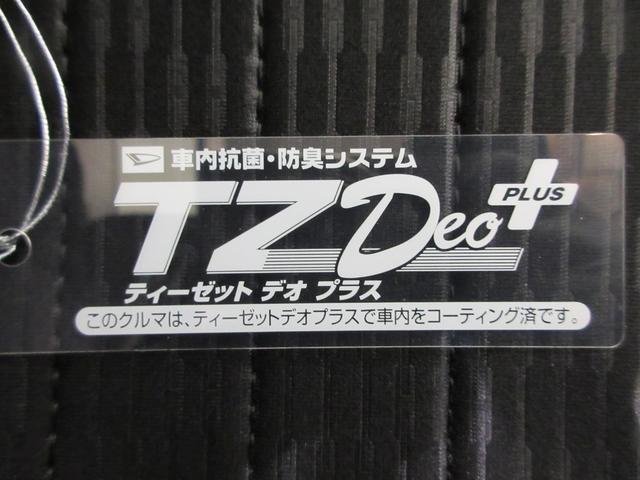 車内抗菌・防臭システム
TZ Deo PLUS
ティーゼット デオ プラス
このクルマは、ティーゼットデオプラスで車内をコーティング済です。